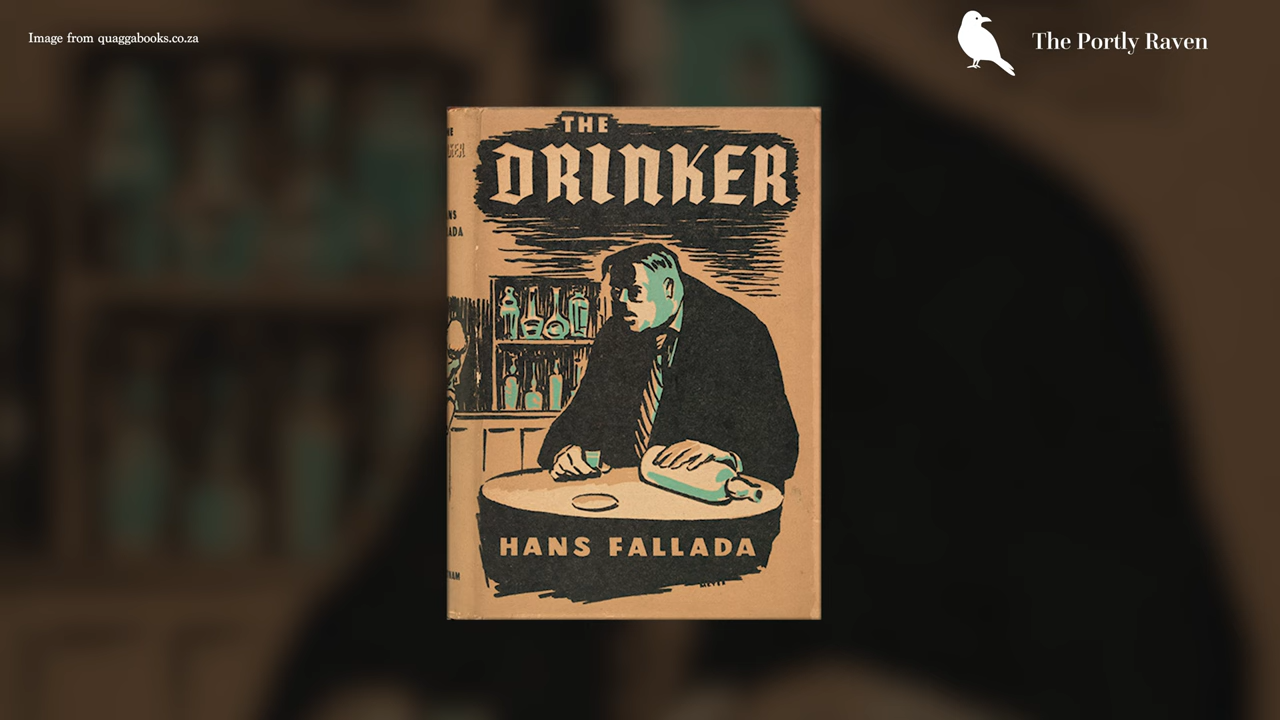 Image from quaggabooks.co.za
The Portly Raven
THE
DRINKER
HANS FALLADA